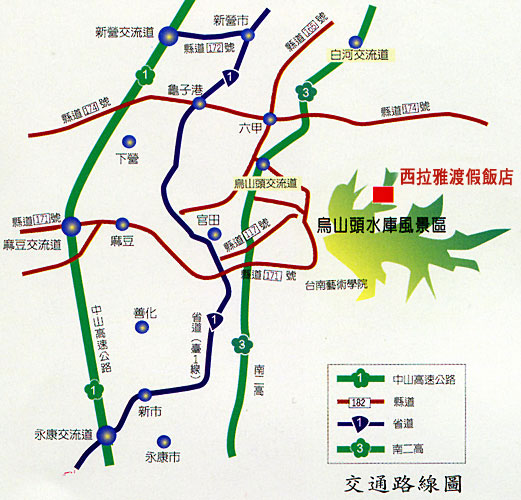 新營市
新營交流道
縣道172號
縣道165號
白河交流道
1
1
3
龜子港
縣道174號
縣道174號
六甲
下營
烏山頭交流道
西拉雅渡假飯店
縣道171號
官田
烏山頭水庫風景區
麻豆交流道
麻豆
縣道117號
縣道171號
台南藝術學院
中山高速公路
善化
省道(臺1線)
1
3
南二高
1
新市
永康交流道
永康市
1 中山高速公路
182 縣道
1 省道
3 南二高
交通路線圖